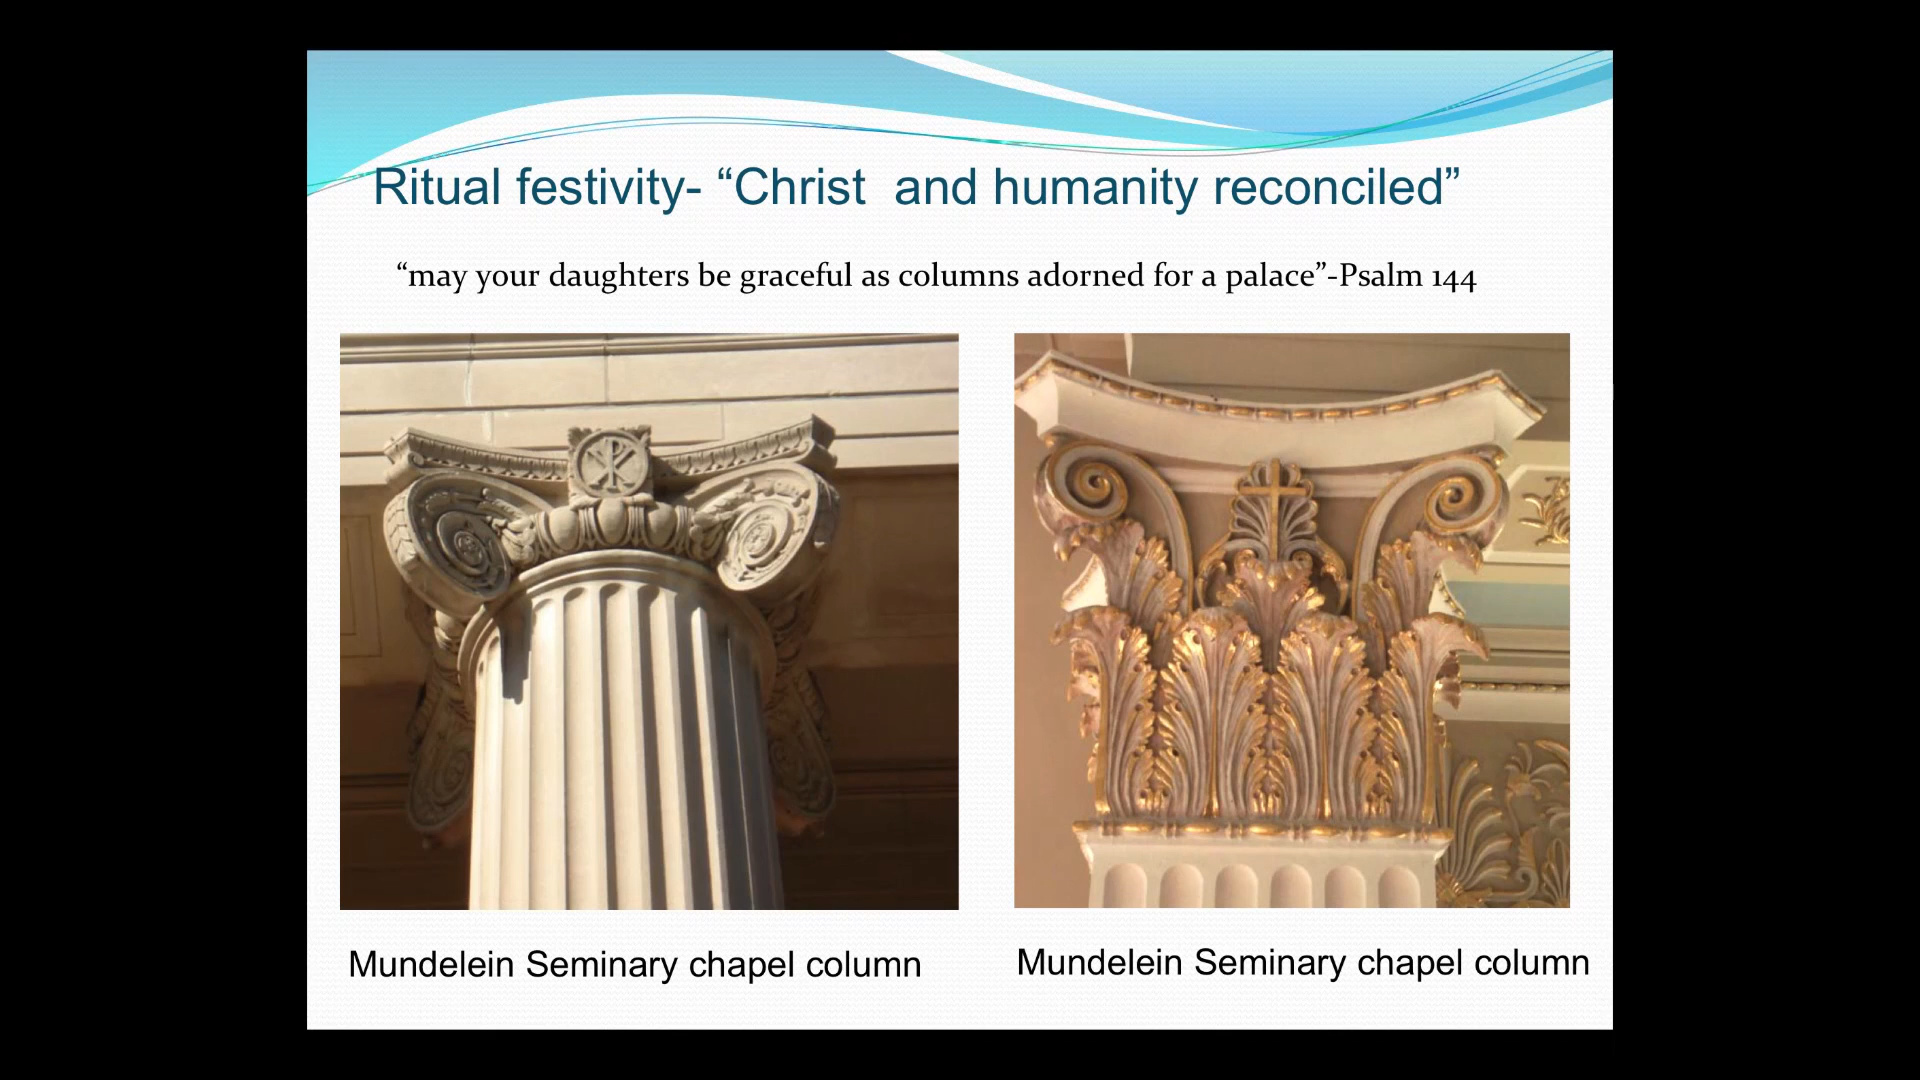 Ritual festivity- “Christ  and humanity reconciled”
“may your daughters be graceful as columns adorned for a palace”-Psalm 144
Mundelein Seminary chapel column
Mundelein Seminary chapel column